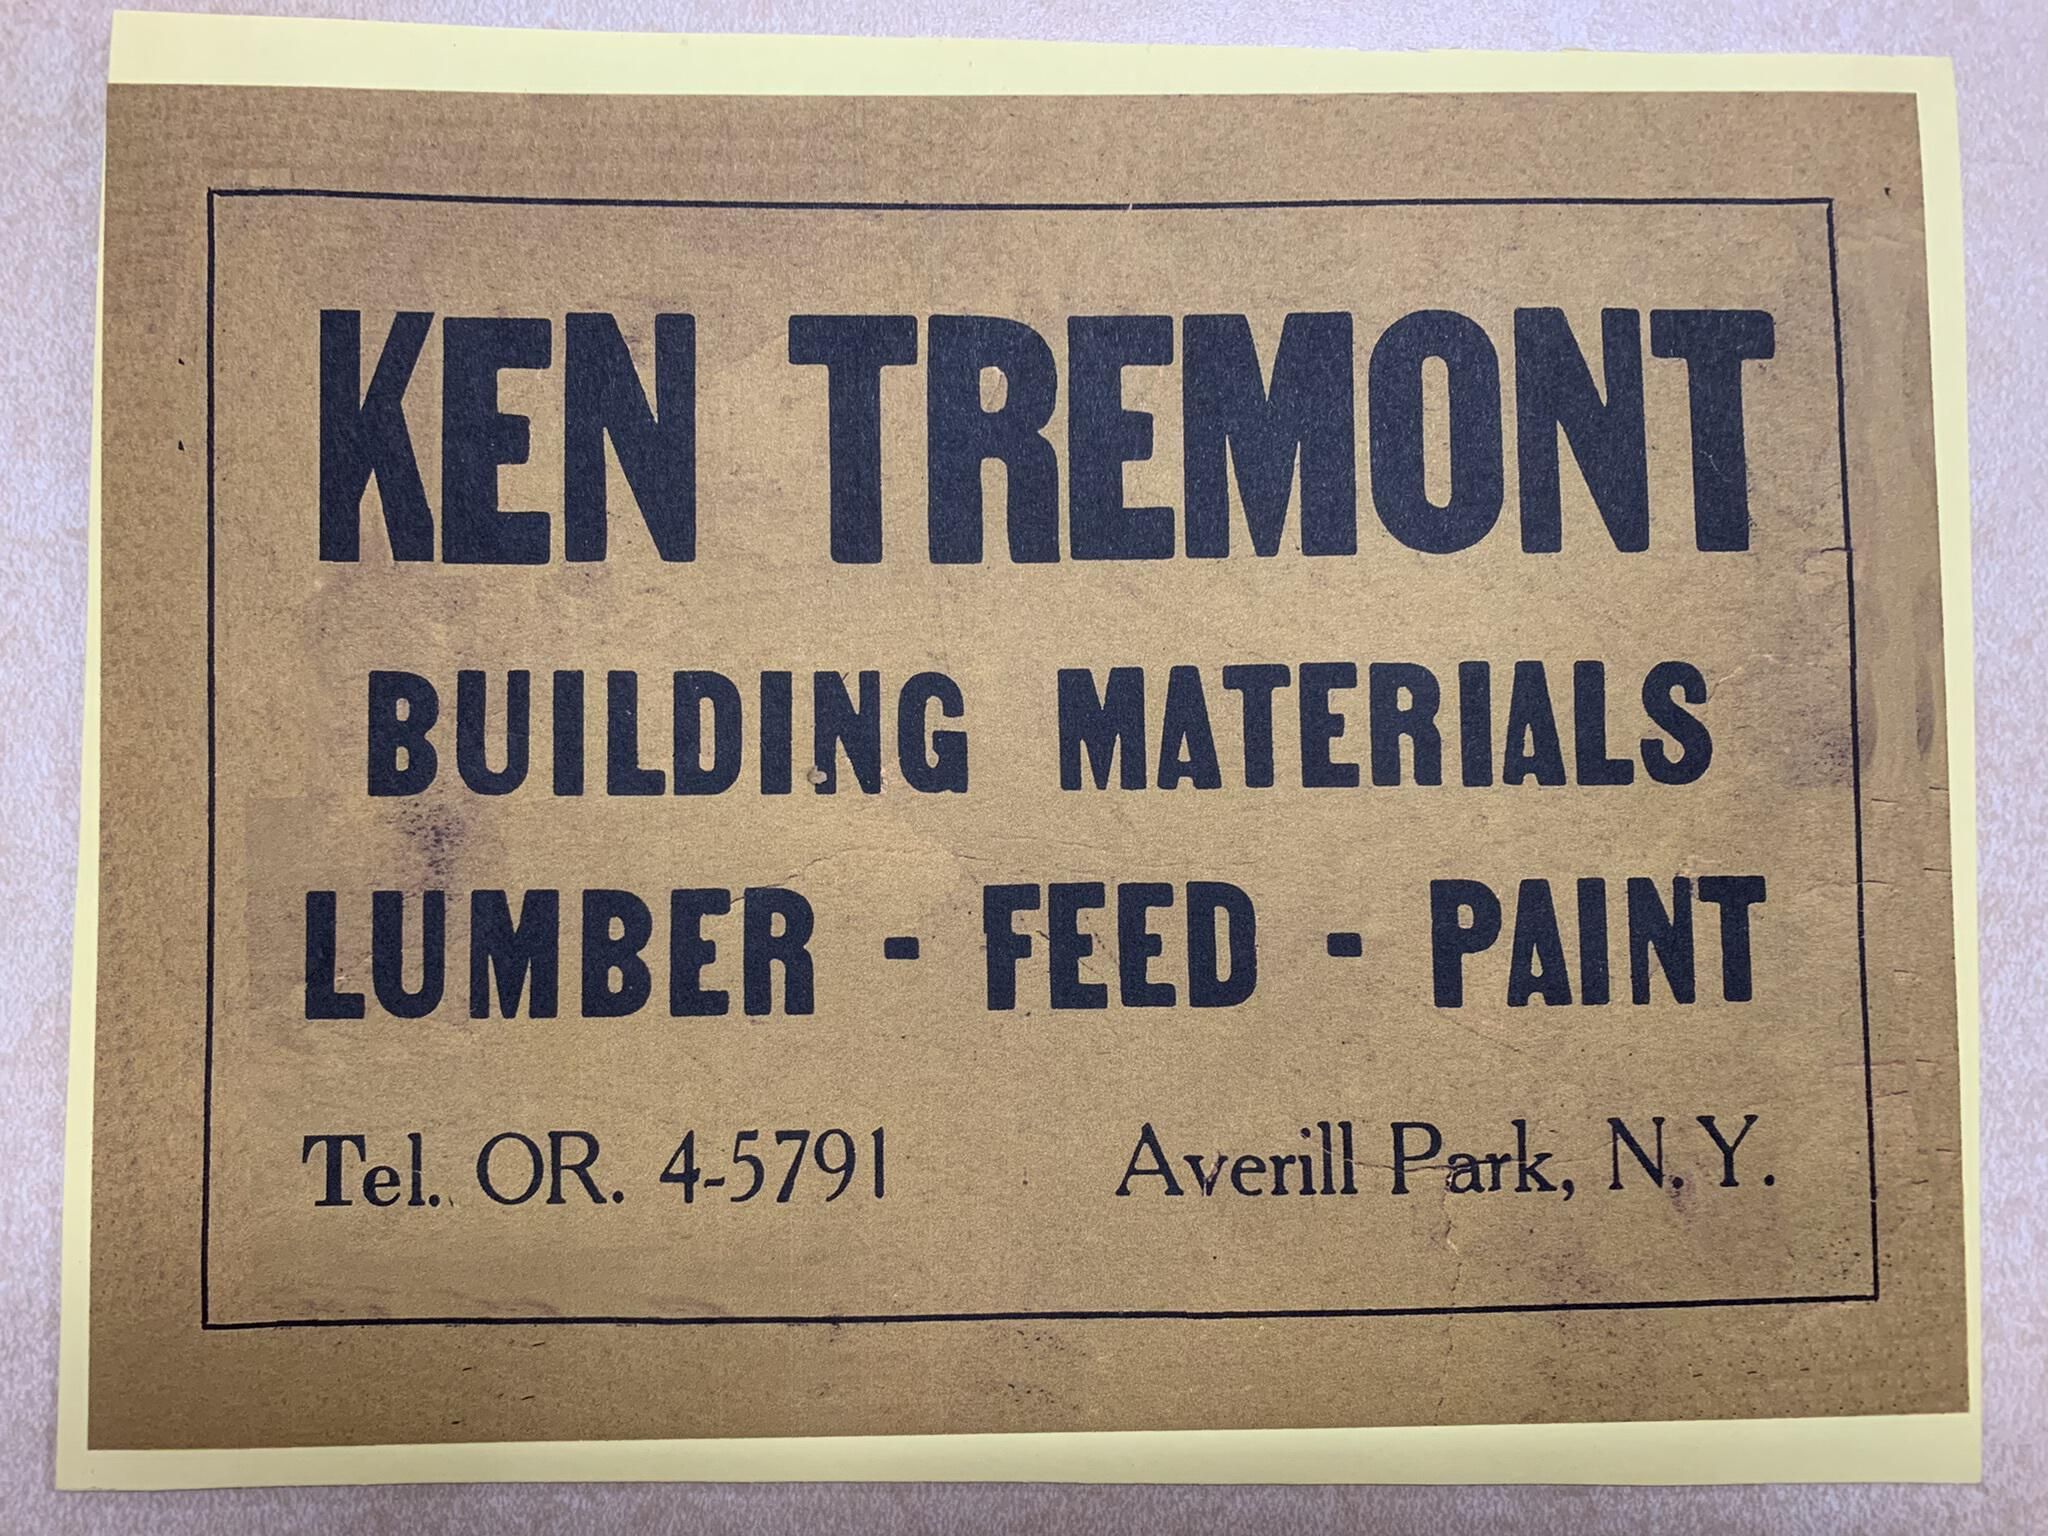 KEN TREMONT
BUILDING MATERIALS
LUMBER - FEED - PAINT
Tel. OR. 4-5791 Averill Park, N.Y.